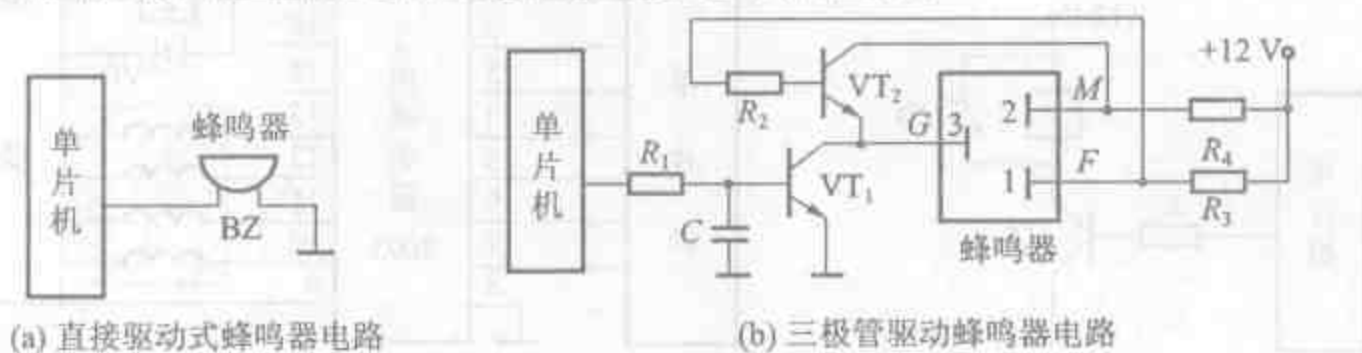 单片机
蜂鸣器
BZ
(a) 直接驱动式蜂鸣器电路
单片机
R₁
C
R₂
VT₂
VT₁
G
3
2
1
M
F
蜂鸣器
+12 V
R₄
R₃
(b) 三极管驱动蜂鸣器电路